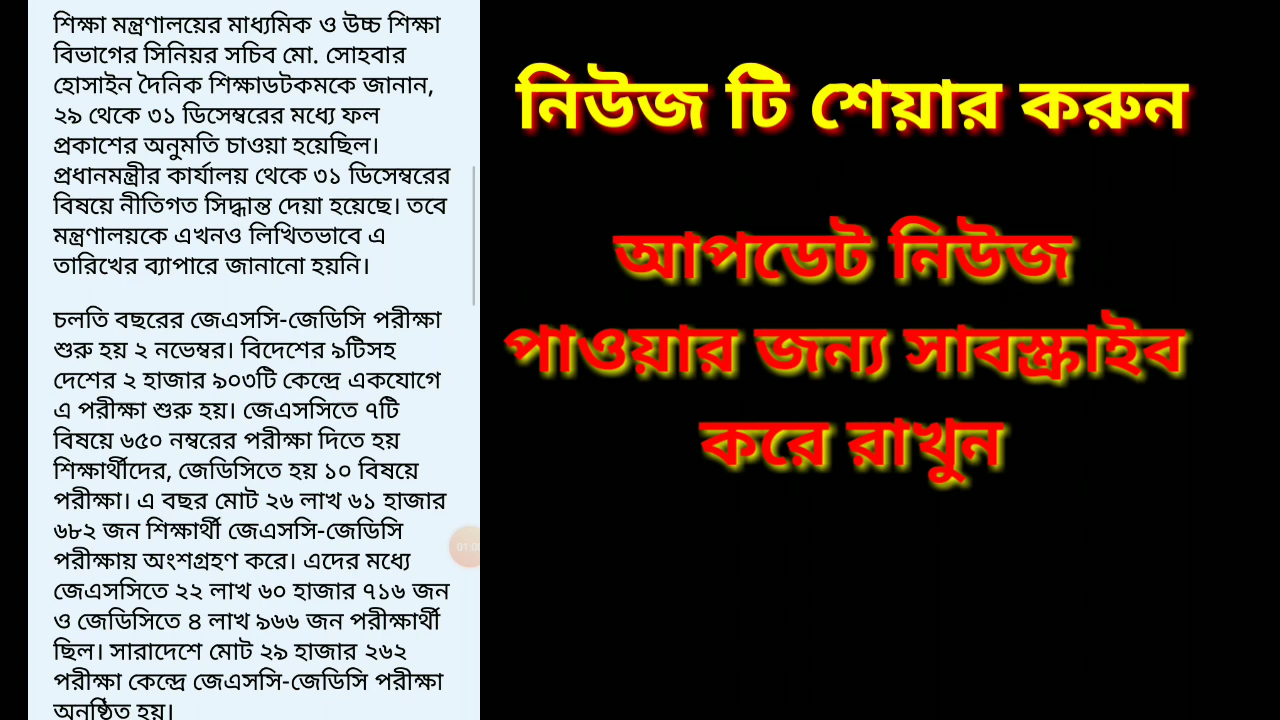 শিক্ষা মন্ত্রণালয়ের মাধ্যমিক ও উচ্চ শিক্ষা
বিভাগের সিনিয়র সচিব মো. সোহবার
হোসাইন দৈনিক শিক্ষাডটকমকে জানান,
২৯ থেকে ৩১ ডিসেম্বরের মধ্যে ফল
প্রকাশের অনুমতি চাওয়া হয়েছিল।
প্রধানমন্ত্রীর কার্যালয় থেকে ৩১ ডিসেম্বরের
বিষয়ে নীতিগত সিদ্ধান্ত দেয়া হয়েছে। তবে
মন্ত্রণালয়কে এখনও লিখিতভাবে এ
তারিখের ব্যাপারে জানানো হয়নি।
চলতি বছরের জেএসসি-জেডিসি পরীক্ষা
শুরু হয় ২ নভেম্বর। বিদেশের ৯টিসহ
দেশের ২ হাজার ৯০৩টি কেন্দ্রে একযোগে
এ পরীক্ষা শুরু হয়। জেএসসিতে ৭টি
বিষয়ে ৬৫০ নম্বরের পরীক্ষা দিতে হয়
শিক্ষার্থীদের, জেডিসিতে হয় ১০ বিষয়ে
পরীক্ষা। এ বছর মোট ২৬ লাখ ৬১ হাজার
৬৮২ জন শিক্ষার্থী জেএসসি-জেডিসি
পরীক্ষায় অংশগ্রহণ করে। এদের মধ্যে
জেএসসিতে ২২ লাখ ৬০ হাজার ৭১৬ জন
ও জেডিসিতে ৪ লাখ ৯৬৬ জন পরীক্ষার্থী
ছিল। সারাদেশে মোট ২৯ হাজার ২৬২
পরীক্ষা কেন্দ্রে জেএসসি-জেডিসি পরীক্ষা
অনুষ্ঠিত হয়।
নিউজ টি শেয়ার করুন
আপডেট নিউজ
পাওয়ার জন্য সাবস্ক্রাইব
করে রাখুন